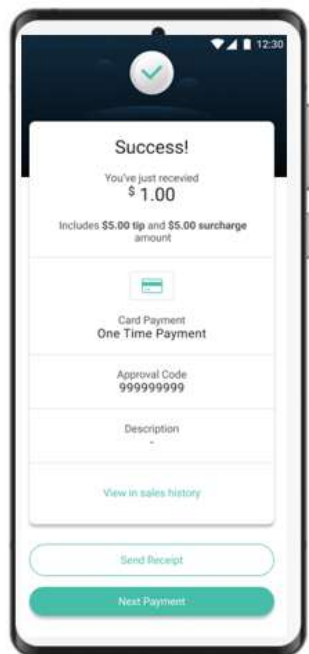 12:30
Success!
You've just recevied
$ 1.00
Includes $5.00 tip and $5.00 surcharge
amount
Card Payment
One Time Payment
Approval Code
999999999
Description
-
View in sales history
Send Receipt
Next Payment